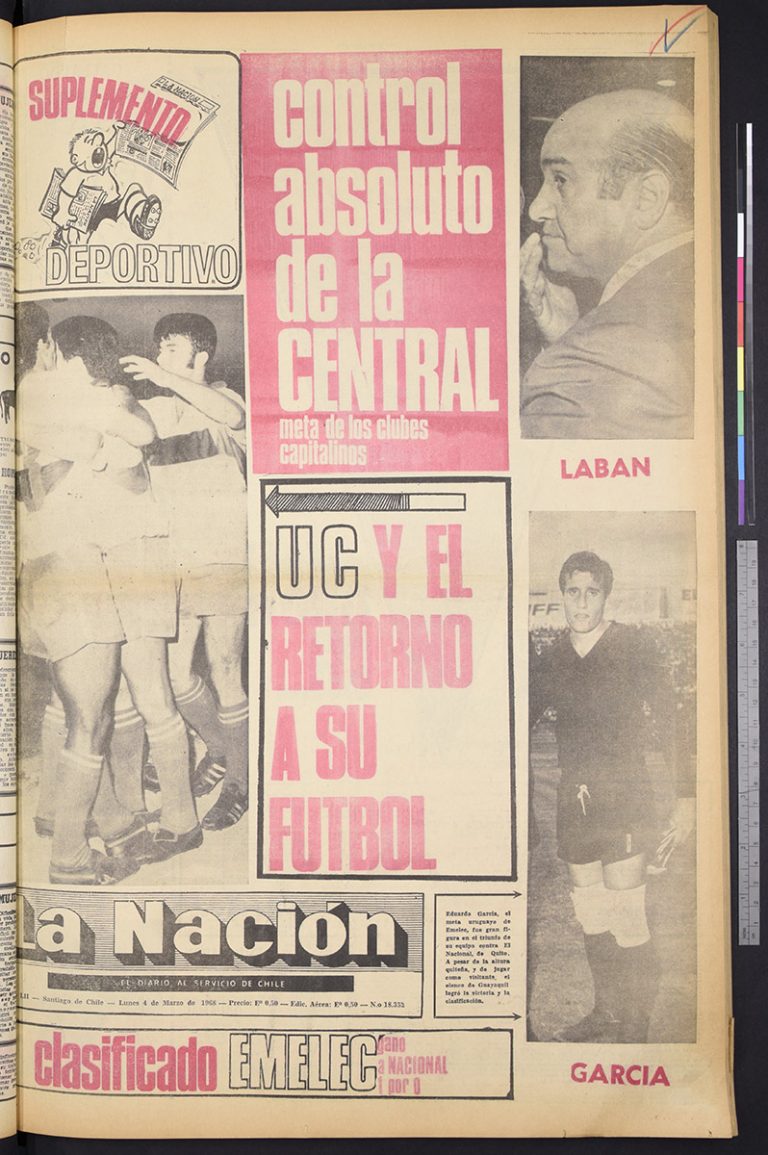 SUPLEMENTO
LA NACION
DEPORTIVO
control
absoluto
de la
CENTRAL
meta de los clubes
capitalinos
LABAN
UC Y EL
RETORNO
A SU
FUTBOL
La Nación
EL DIARIO AL SERVICIO DE CHILE
Santiago de Chile — Lunes 4 de Marzo de 1968 — Precio: Eº 0,50 — Edic. Aérea: Eº 0,50 — N.o 18.352
Eduardo García, el
meta uruguayo de
Emelec, fue gran fi-
gura en el triunfo de
su equipo contra El
Nacional, de Quito.
A pesar de la altura
quiteña, y de jugar
como visitante, el
elenco de Guayaquil
logró la victoria y la
clasificación.
clasificado EMELEC
gano
a NACIONAL
1 por 0
GARCIA